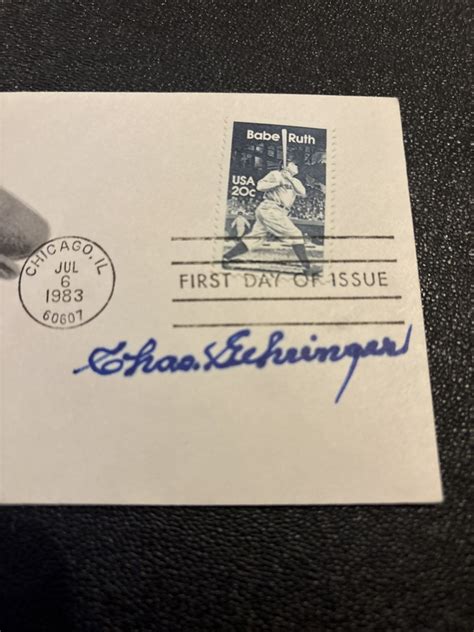 Babe Ruth
USA
20c
CHICAGO, IL
JUL
6
1983
60607
FIRST DAY OF ISSUE
Chas. Gehringer